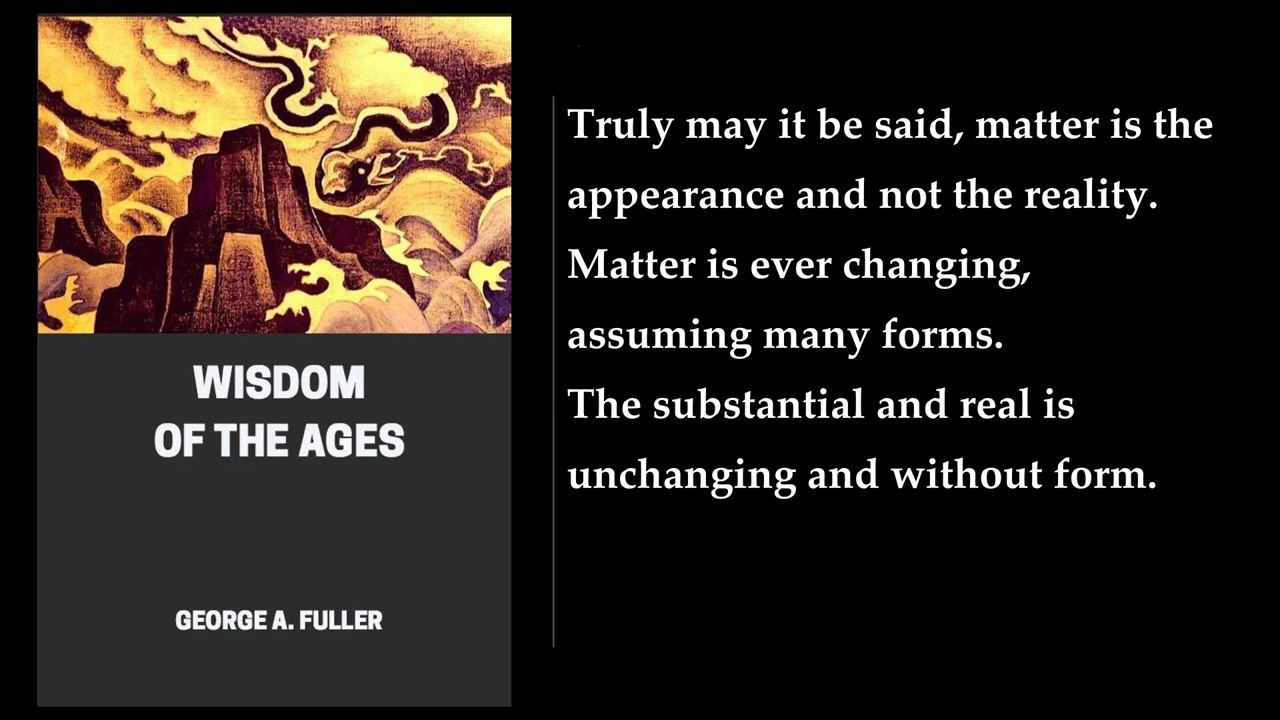 WISDOM
OF THE AGES
GEORGE A. FULLER
Truly may it be said, matter is the
appearance and not the reality.
Matter is ever changing,
assuming many forms.
The substantial and real is
unchanging and without form.